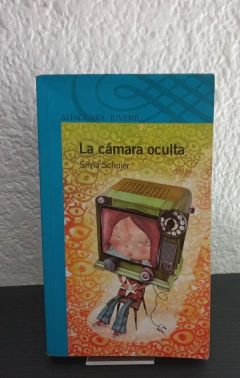 ALFAGUARA JUVENIL
La cámara oculta
Silvia Schujer